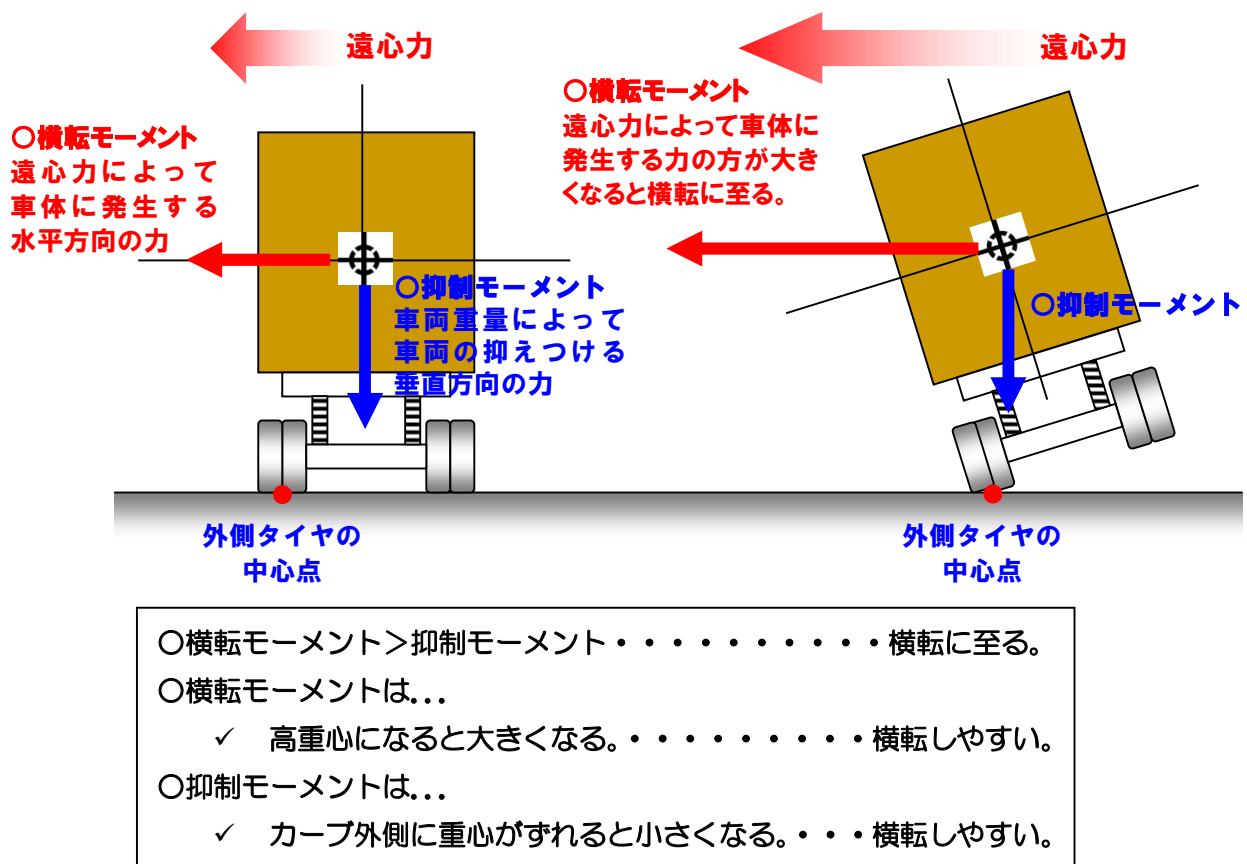 遠心力
○横転モーメント
遠心力によって
車体に発生する
水平方向の力
○抑制モーメント
車両重量によって
車両の抑えつける
垂直方向の力
外側タイヤの
中心点
遠心力
○横転モーメント
遠心力によって車体に
発生する力の方が大き
くなると横転に至る。
○抑制モーメント
外側タイヤの
中心点
○横転モーメント＞抑制モーメント・・・・・・・・・・横転に至る。
○横転モーメントは...
✓ 高重心になると大きくなる。・・・・・・・・・横転しやすい。
○抑制モーメントは...
✓ カーブ外側に重心がずれると小さくなる。・・・横転しやすい。